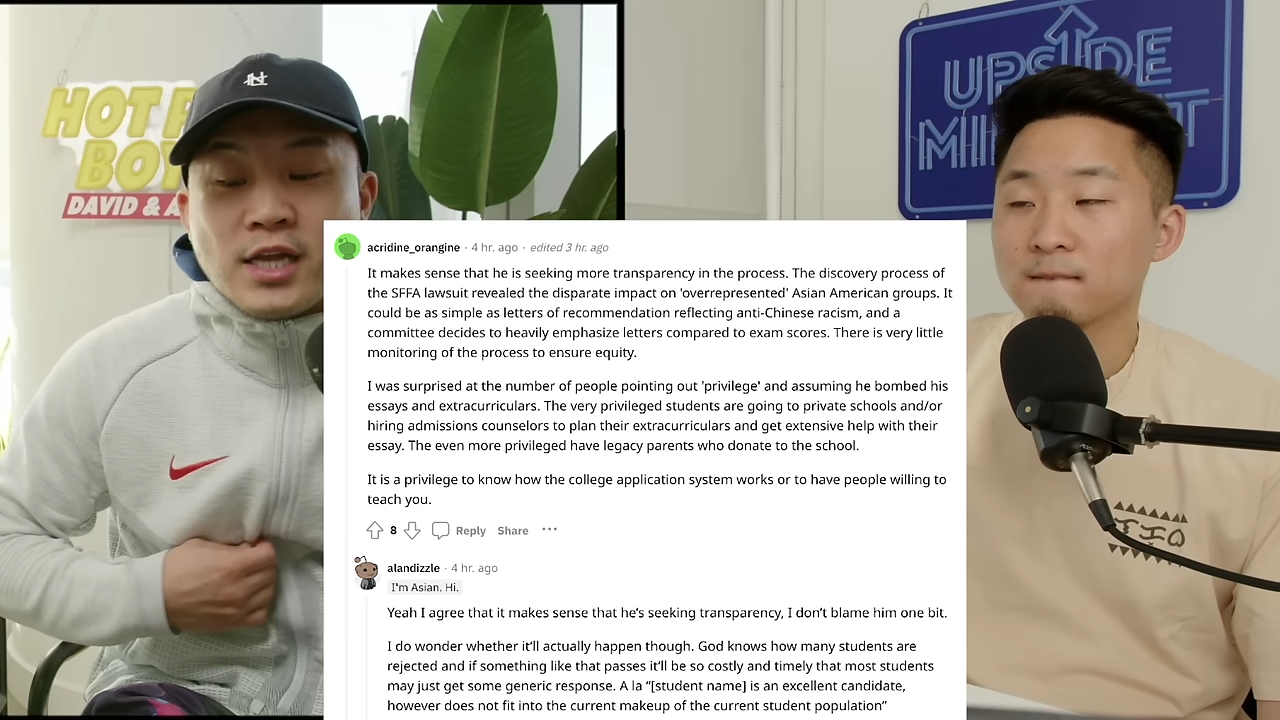 HOT
BOY
DAVID & A
UPSIDE
acridine_orangine · 4 hr. ago · edited 3 hr. ago
It makes sense that he is seeking more transparency in the process. The discovery process of
the SFFA lawsuit revealed the disparate impact on 'overrepresented' Asian American groups. It
could be as simple as letters of recommendation reflecting anti-Chinese racism, and a
committee decides to heavily emphasize letters compared to exam scores. There is very little
monitoring of the process to ensure equity.
I was surprised at the number of people pointing out 'privilege' and assuming he bombed his
essays and extracurriculars. The very privileged students are going to private schools and/or
hiring admissions counselors to plan their extracurriculars and get extensive help with their
essay. The even more privileged have legacy parents who donate to the school.
It is a privilege to know how the college application system works or to have people willing to
teach you.
8 Reply Share ···
alandizzle · 4 hr. ago
I'm Asian. Hi.
Yeah I agree that it makes sense that he's seeking transparency, I don't blame him one bit.
I do wonder whether it'll actually happen though. God knows how many students are
rejected and if something like that passes it'll be so costly and timely that most students
may just get some generic response. A la “[student name] is an excellent candidate,
however does not fit into the current makeup of the current student population”